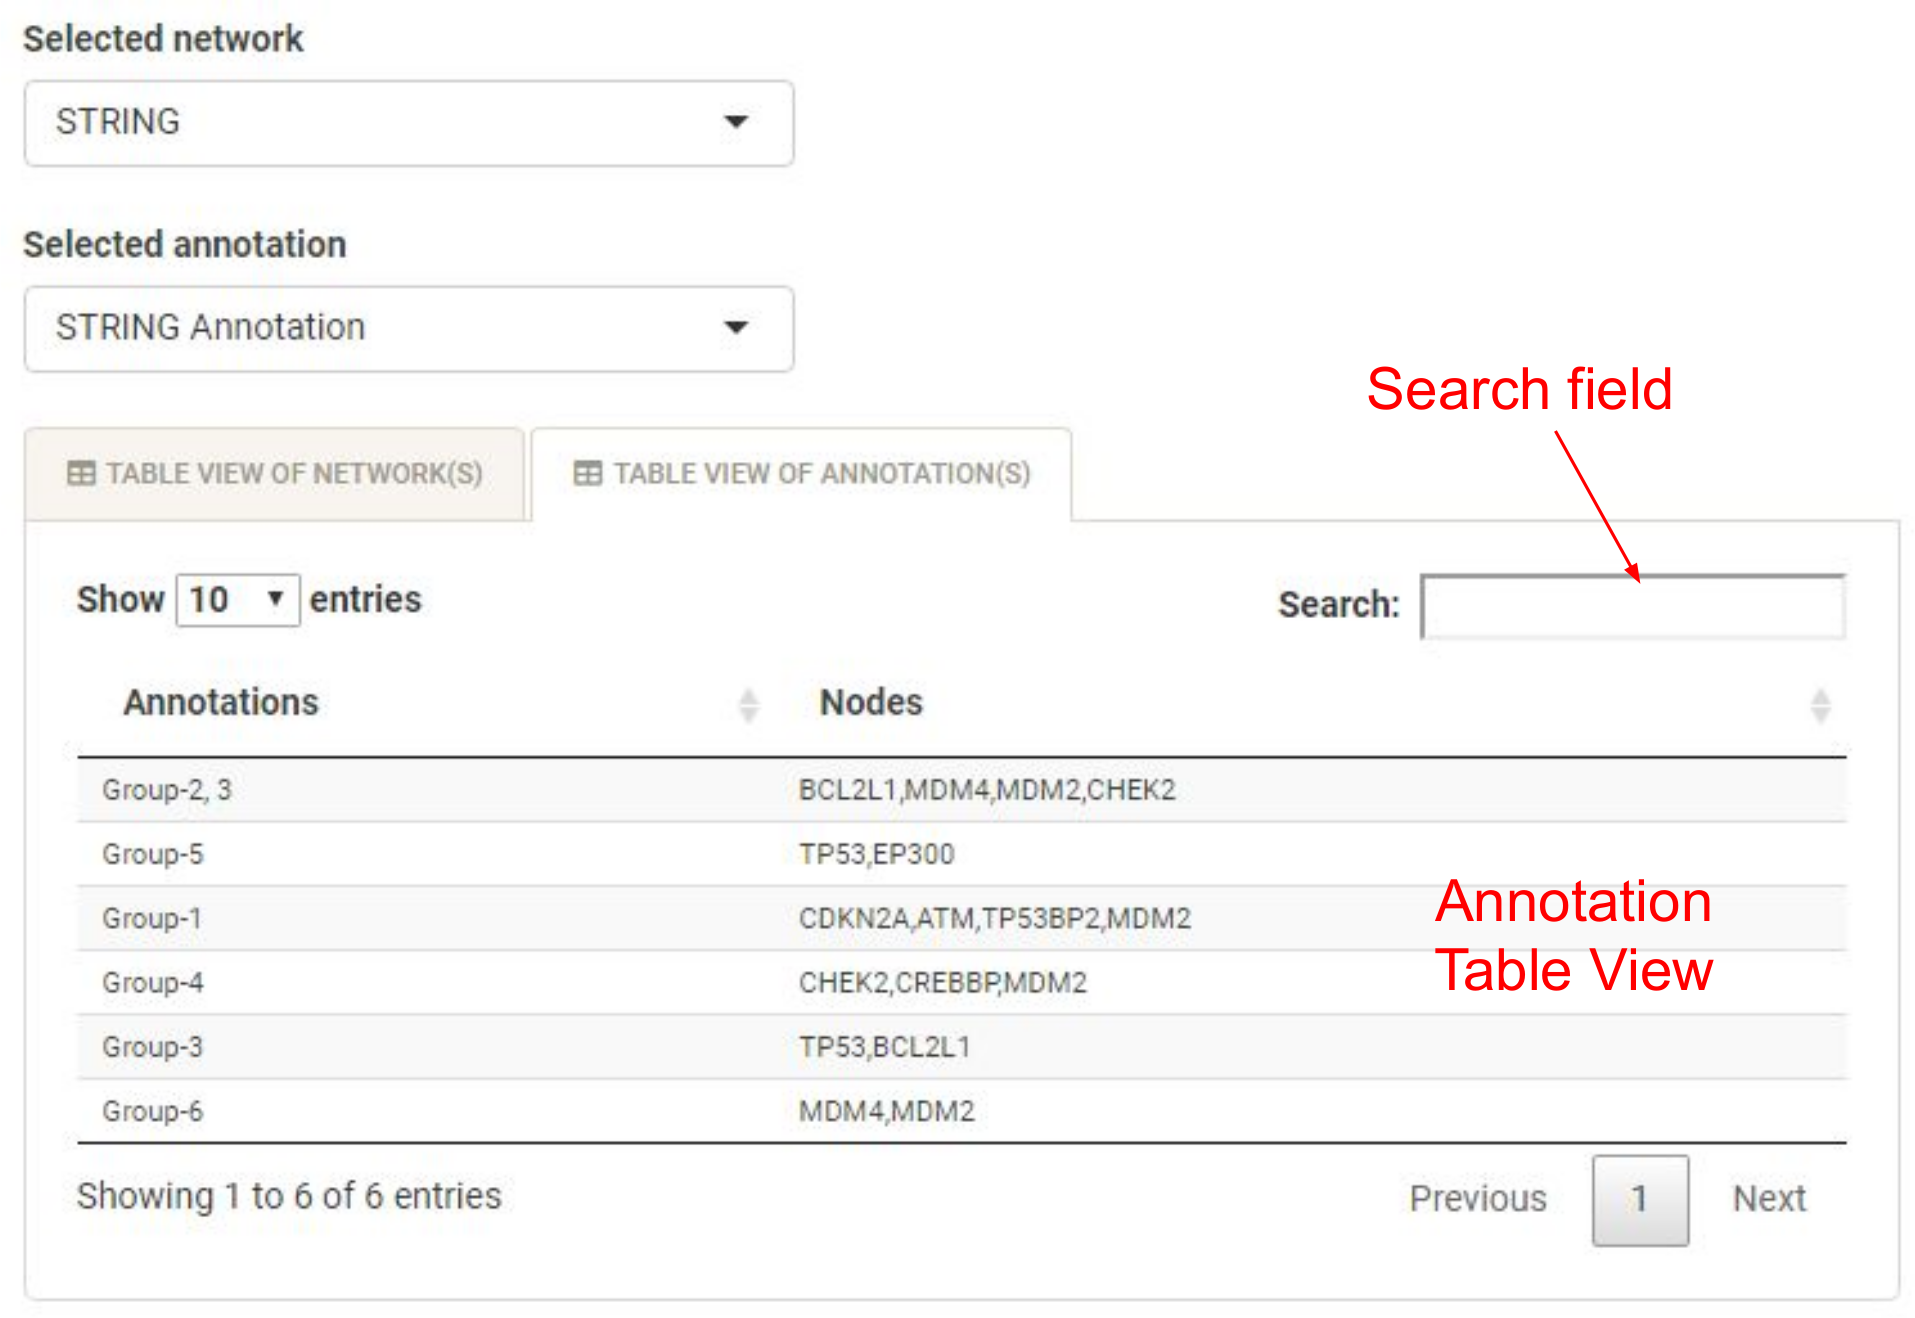 Selected network
STRING
Selected annotation
STRING Annotation
Search field
TABLE VIEW OF NETWORK(S) TABLE VIEW OF ANNOTATION(S)
Show 10 entries Search:
Annotations Nodes
Group-2, 3 BCL2L1,MDM4,MDM2,CHEK2
Group-5 TP53,EP300
Group-1 CDKN2A,ATM,TP53BP2,MDM2
Annotation
Group-4 CHEK2,CREBBP,MDM2
Table View
Group-3 TP53,BCL2L1
Group-6 MDM4,MDM2
Showing 1 to 6 of 6 entries Previous 1 Next